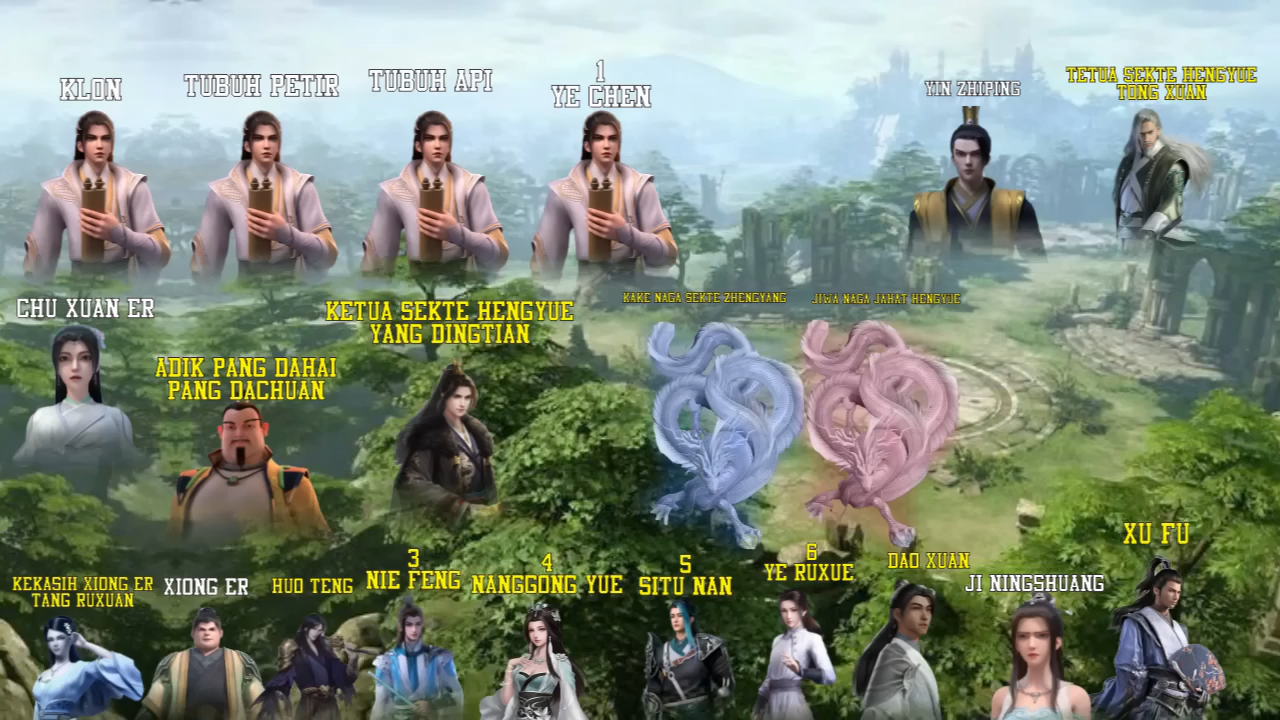 KLON
TUBUH PETIR
TUBUH API
1
YE CHEN
YIN ZHIPING
TETUA SEKTE HENGYUE
TONG XUAN
CHU XUAN ER
ADIK PANG DAHAI
PANG DACHUAN
KETUA SEKTE HENGYUE
YANG DINGTIAN
KAKE NAGA SEKTE ZHENGYANG
JIWA NAGA JAHAT HENGYUE
KEKASIH XIONG ER
TANG RUXUAN
XIONG ER
HUO TENG
3
NIE FENG
4
NANGGONG YUE
5
SITU NAN
6
YE RUXUE
DAO XUAN
JI NINGSHUANG
XU FU